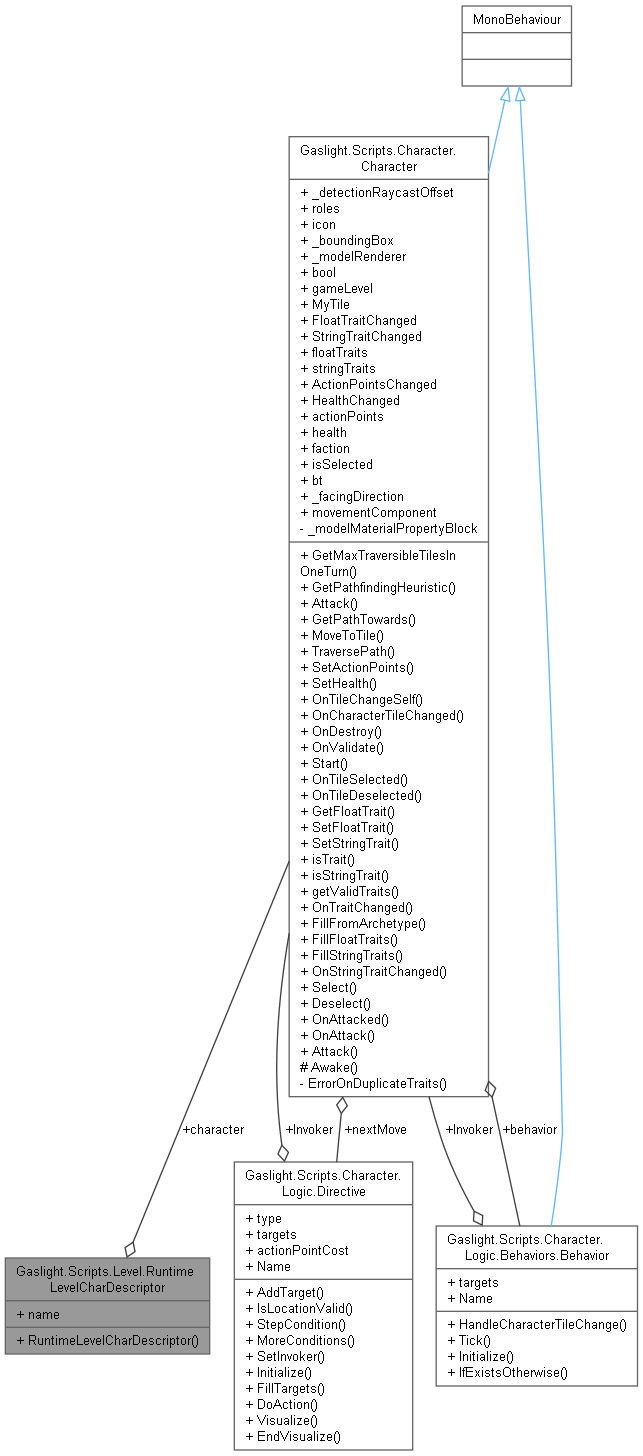 MonoBehaviour
Gaslight.Scripts.Character.
Character
+ _detectionRaycastOffset
+ roles
+ icon
+ _boundingBox
+ _modelRenderer
+ bool
+ gameLevel
+ MyTile
+ FloatTraitChanged
+ StringTraitChanged
+ floatTraits
+ stringTraits
+ ActionPointsChanged
+ HealthChanged
+ actionPoints
+ health
+ faction
+ isSelected
+ bt
+ _facingDirection
+ movementComponent
- _modelMaterialPropertyBlock
+ GetMaxTraversibleTilesIn
OneTurn()
+ GetPathfindingHeuristic()
+ Attack()
+ GetPathTowards()
+ MoveToTile()
+ TraversePath()
+ SetActionPoints()
+ SetHealth()
+ OnTileChangeSelf()
+ OnCharacterTileChanged()
+ OnDestroy()
+ OnValidate()
+ Start()
+ OnTileSelected()
+ OnTileDeselected()
+ GetFloatTrait()
+ SetFloatTrait()
+ SetStringTrait()
+ isTrait()
+ isStringTrait()
+ getValidTraits()
+ OnTraitChanged()
+ FillFromArchetype()
+ FillFloatTraits()
+ FillStringTraits()
+ OnStringTraitChanged()
+ Select()
+ Deselect()
+ OnAttacked()
+ OnAttack()
+ Attack()
# Awake()
- ErrorOnDuplicateTraits()
+character
+Invoker
+nextMove
+Invoker
+behavior
Gaslight.Scripts.Character.
Logic.Directive
+ type
+ targets
+ actionPointCost
+ Name
+ AddTarget()
+ IsLocationValid()
+ StepCondition()
+ MoreConditions()
+ SetInvoker()
+ Initialize()
+ FillTargets()
+ DoAction()
+ Visualize()
+ EndVisualize()
Gaslight.Scripts.Character.
Logic.Behaviors.Behavior
+ targets
+ Name
+ HandleCharacterTileChange()
+ Tick()
+ Initialize()
+ IfExistsOtherwise()
Gaslight.Scripts.Level.Runtime
LevelCharDescriptor
+ name
+ RuntimeLevelCharDescriptor()